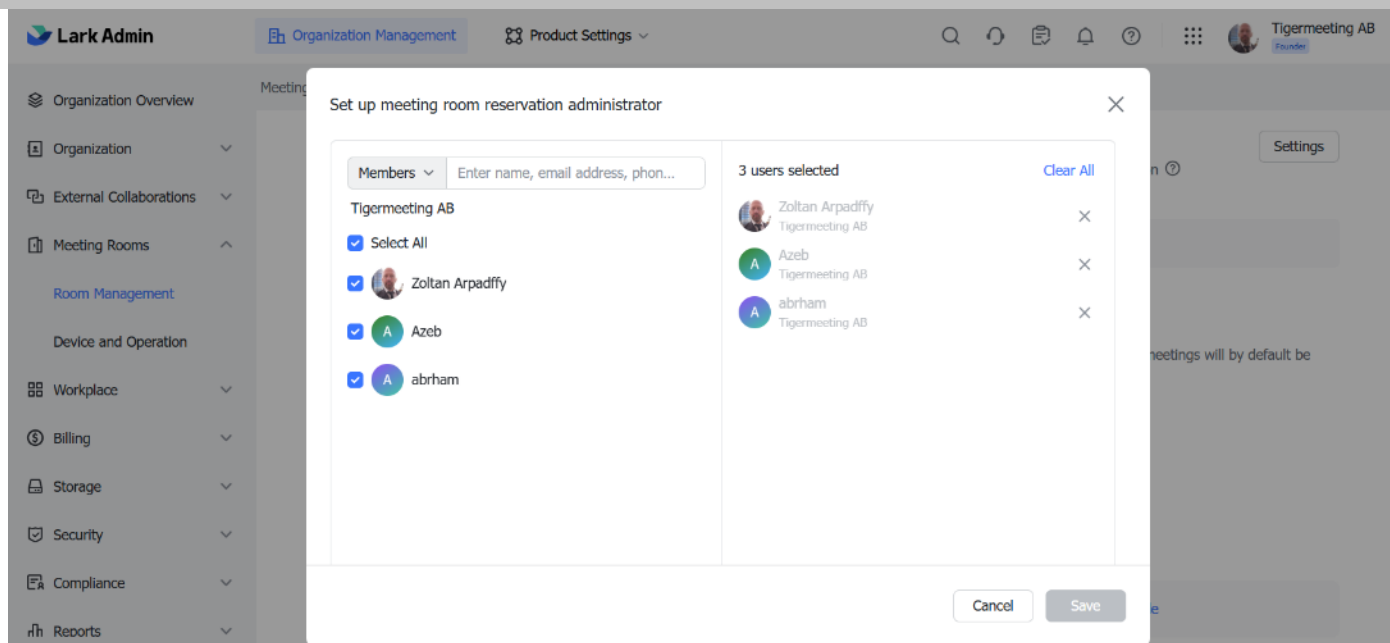 Lark Admin
Organization Management
Product Settings
Tigermeeting AB
Founder
Organization Overview
Organization
External Collaborations
Meeting Rooms
Room Management
Device and Operation
Workplace
Billing
Storage
Security
Compliance
Reports
Meeting
Settings
n
neetings will by default be
e
Set up meeting room reservation administrator
Members
Enter name, email address, phon...
Tigermeeting AB
Select All
Zoltan Arpadffy
A
Azeb
A
abrham
3 users selected
Clear All
Zoltan Arpadffy
Tigermeeting AB
A
Azeb
Tigermeeting AB
A
abrham
Tigermeeting AB
Cancel
Save